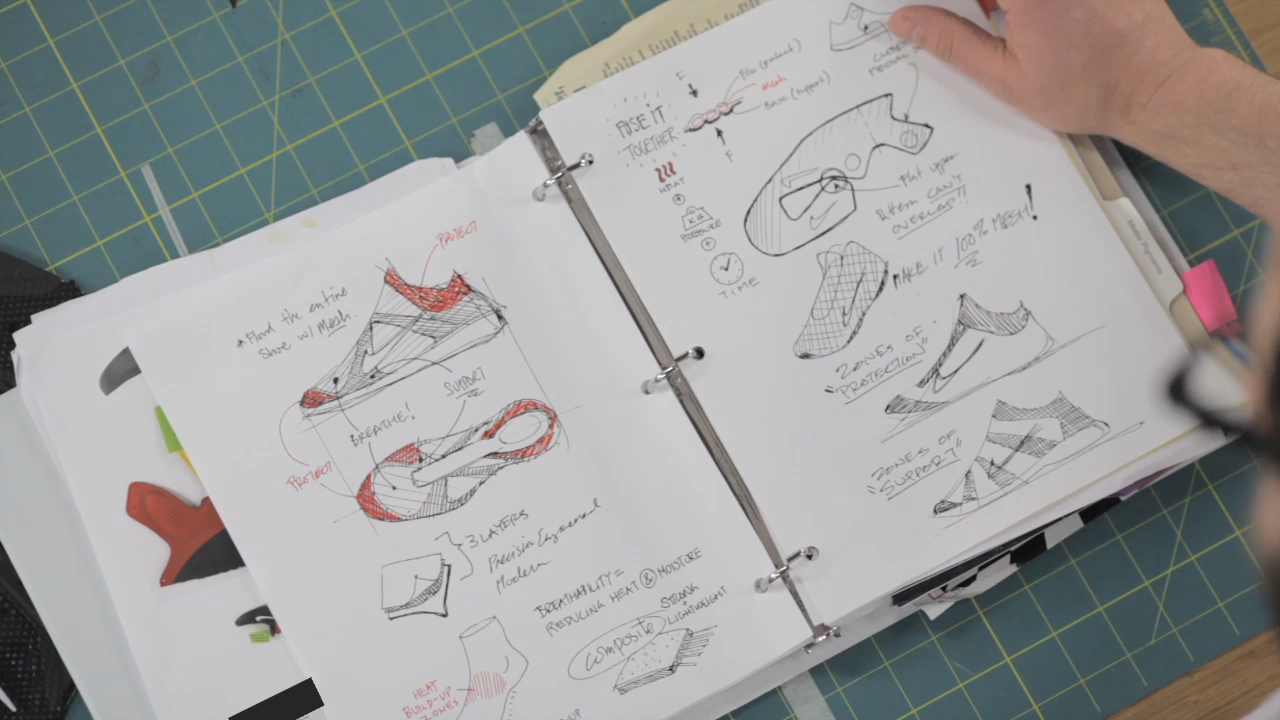 PROTECT
*Flood the entire
Shoe w/ Mesh.
SUPPORT
BREATHE!
PROTECT
3 LAYERS
Precision Engineered
Modern
BREATHABILITY =
REDUCING HEAT & MOISTURE
STRONG
LIGHTWEIGHT
COMPOSITE
HEAT
BUILD-UP
ZONES
FUSE IT
TOGETHER
F
Film (protect)
Mesh
Base (Support)
F
HEAT
KG
PRESSURE
TIME
Flat upper
Pattern CAN'T
OVERLAP!!
MAKE IT 100% MESH!
ZONES OF
"PROTECTION"
ZONES OF
"SUPPORT"